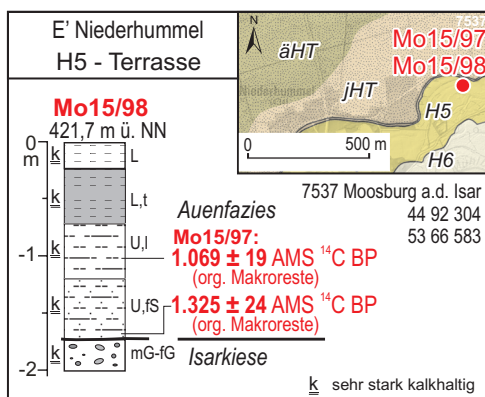 E' Niederhummel
H5 - Terrasse
Mo15/98
421,7 m ü. NN
0
m
-1
-2
k
k
k
k
k
L
L,t
U,l
U,fS
mG-fG
Auenfazies
Mo15/97:
1.069 ± 19 AMS 14C BP
(org. Makroreste)
1.325 ± 24 AMS 14C BP
(org. Makroreste)
Isarkiese
k sehr stark kalkhaltig
N
äHT
7537
Mo15/97
Mo15/98
Niederhummel
jHT
H5
H6
0 500 m
7537 Moosburg a.d. Isar
44 92 304
53 66 583